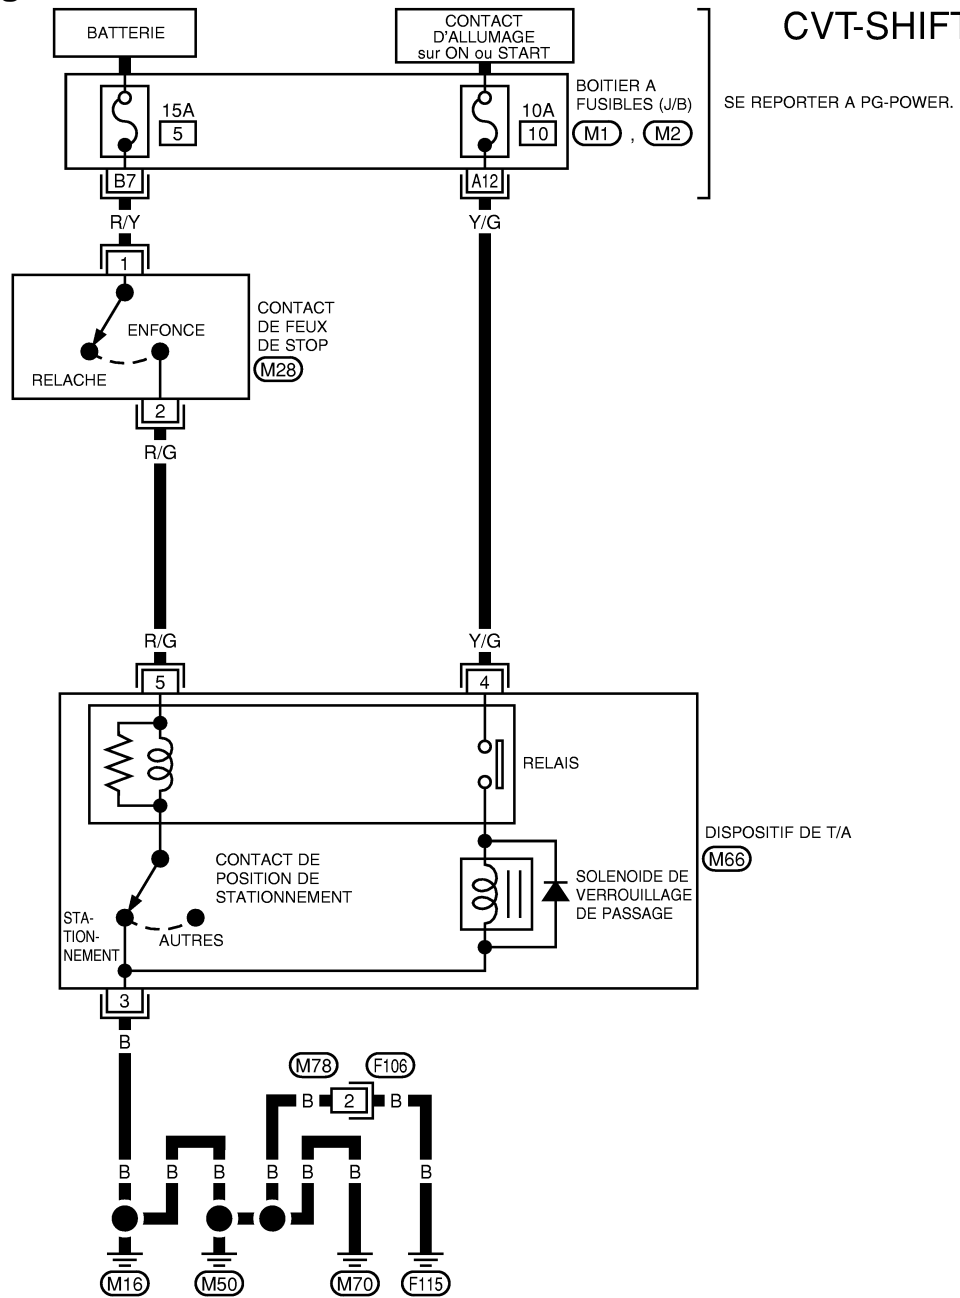 CVT-SHIFT
BATTERIE
CONTACT
D'ALLUMAGE
sur ON ou START
15A
5
10A
10
BOITIER A
FUSIBLES (J/B)
M1 , M2
SE REPORTER A PG-POWER.
B7
A12
R/Y
Y/G
1
ENFONCE
RELACHE
CONTACT
DE FEUX
DE STOP
M28
2
R/G
R/G
Y/G
5
4
RELAIS
DISPOSITIF DE T/A
M66
CONTACT DE
POSITION DE
STATIONNEMENT
SOLENOIDE DE
VERROUILLAGE
DE PASSAGE
STA-
TION-
NEMENT
AUTRES
3
B
M78
F106
B
2
B
B
B
B
B
B
B
B
M16
M50
M70
F115